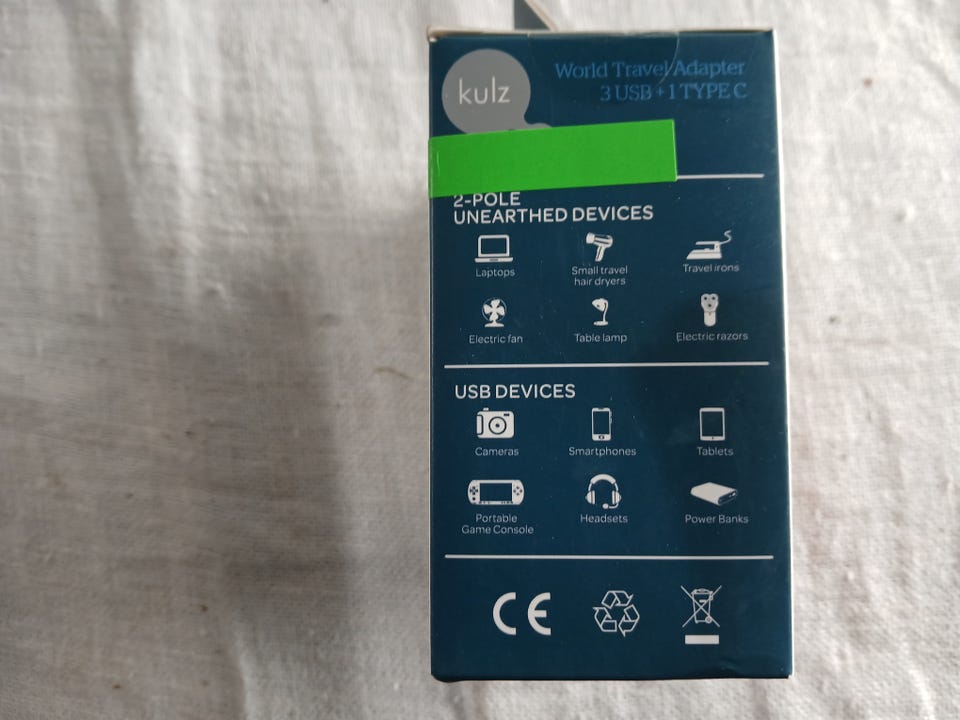 kulz
World Travel Adapter
3 USB + 1 TYPE C
2-POLE
UNEARTHED DEVICES
Laptops
Small travel
hair dryers
Travel irons
Electric fan
Table lamp
Electric razors
USB DEVICES
Cameras
Smartphones
Tablets
Portable
Game Console
Headsets
Power Banks
CE